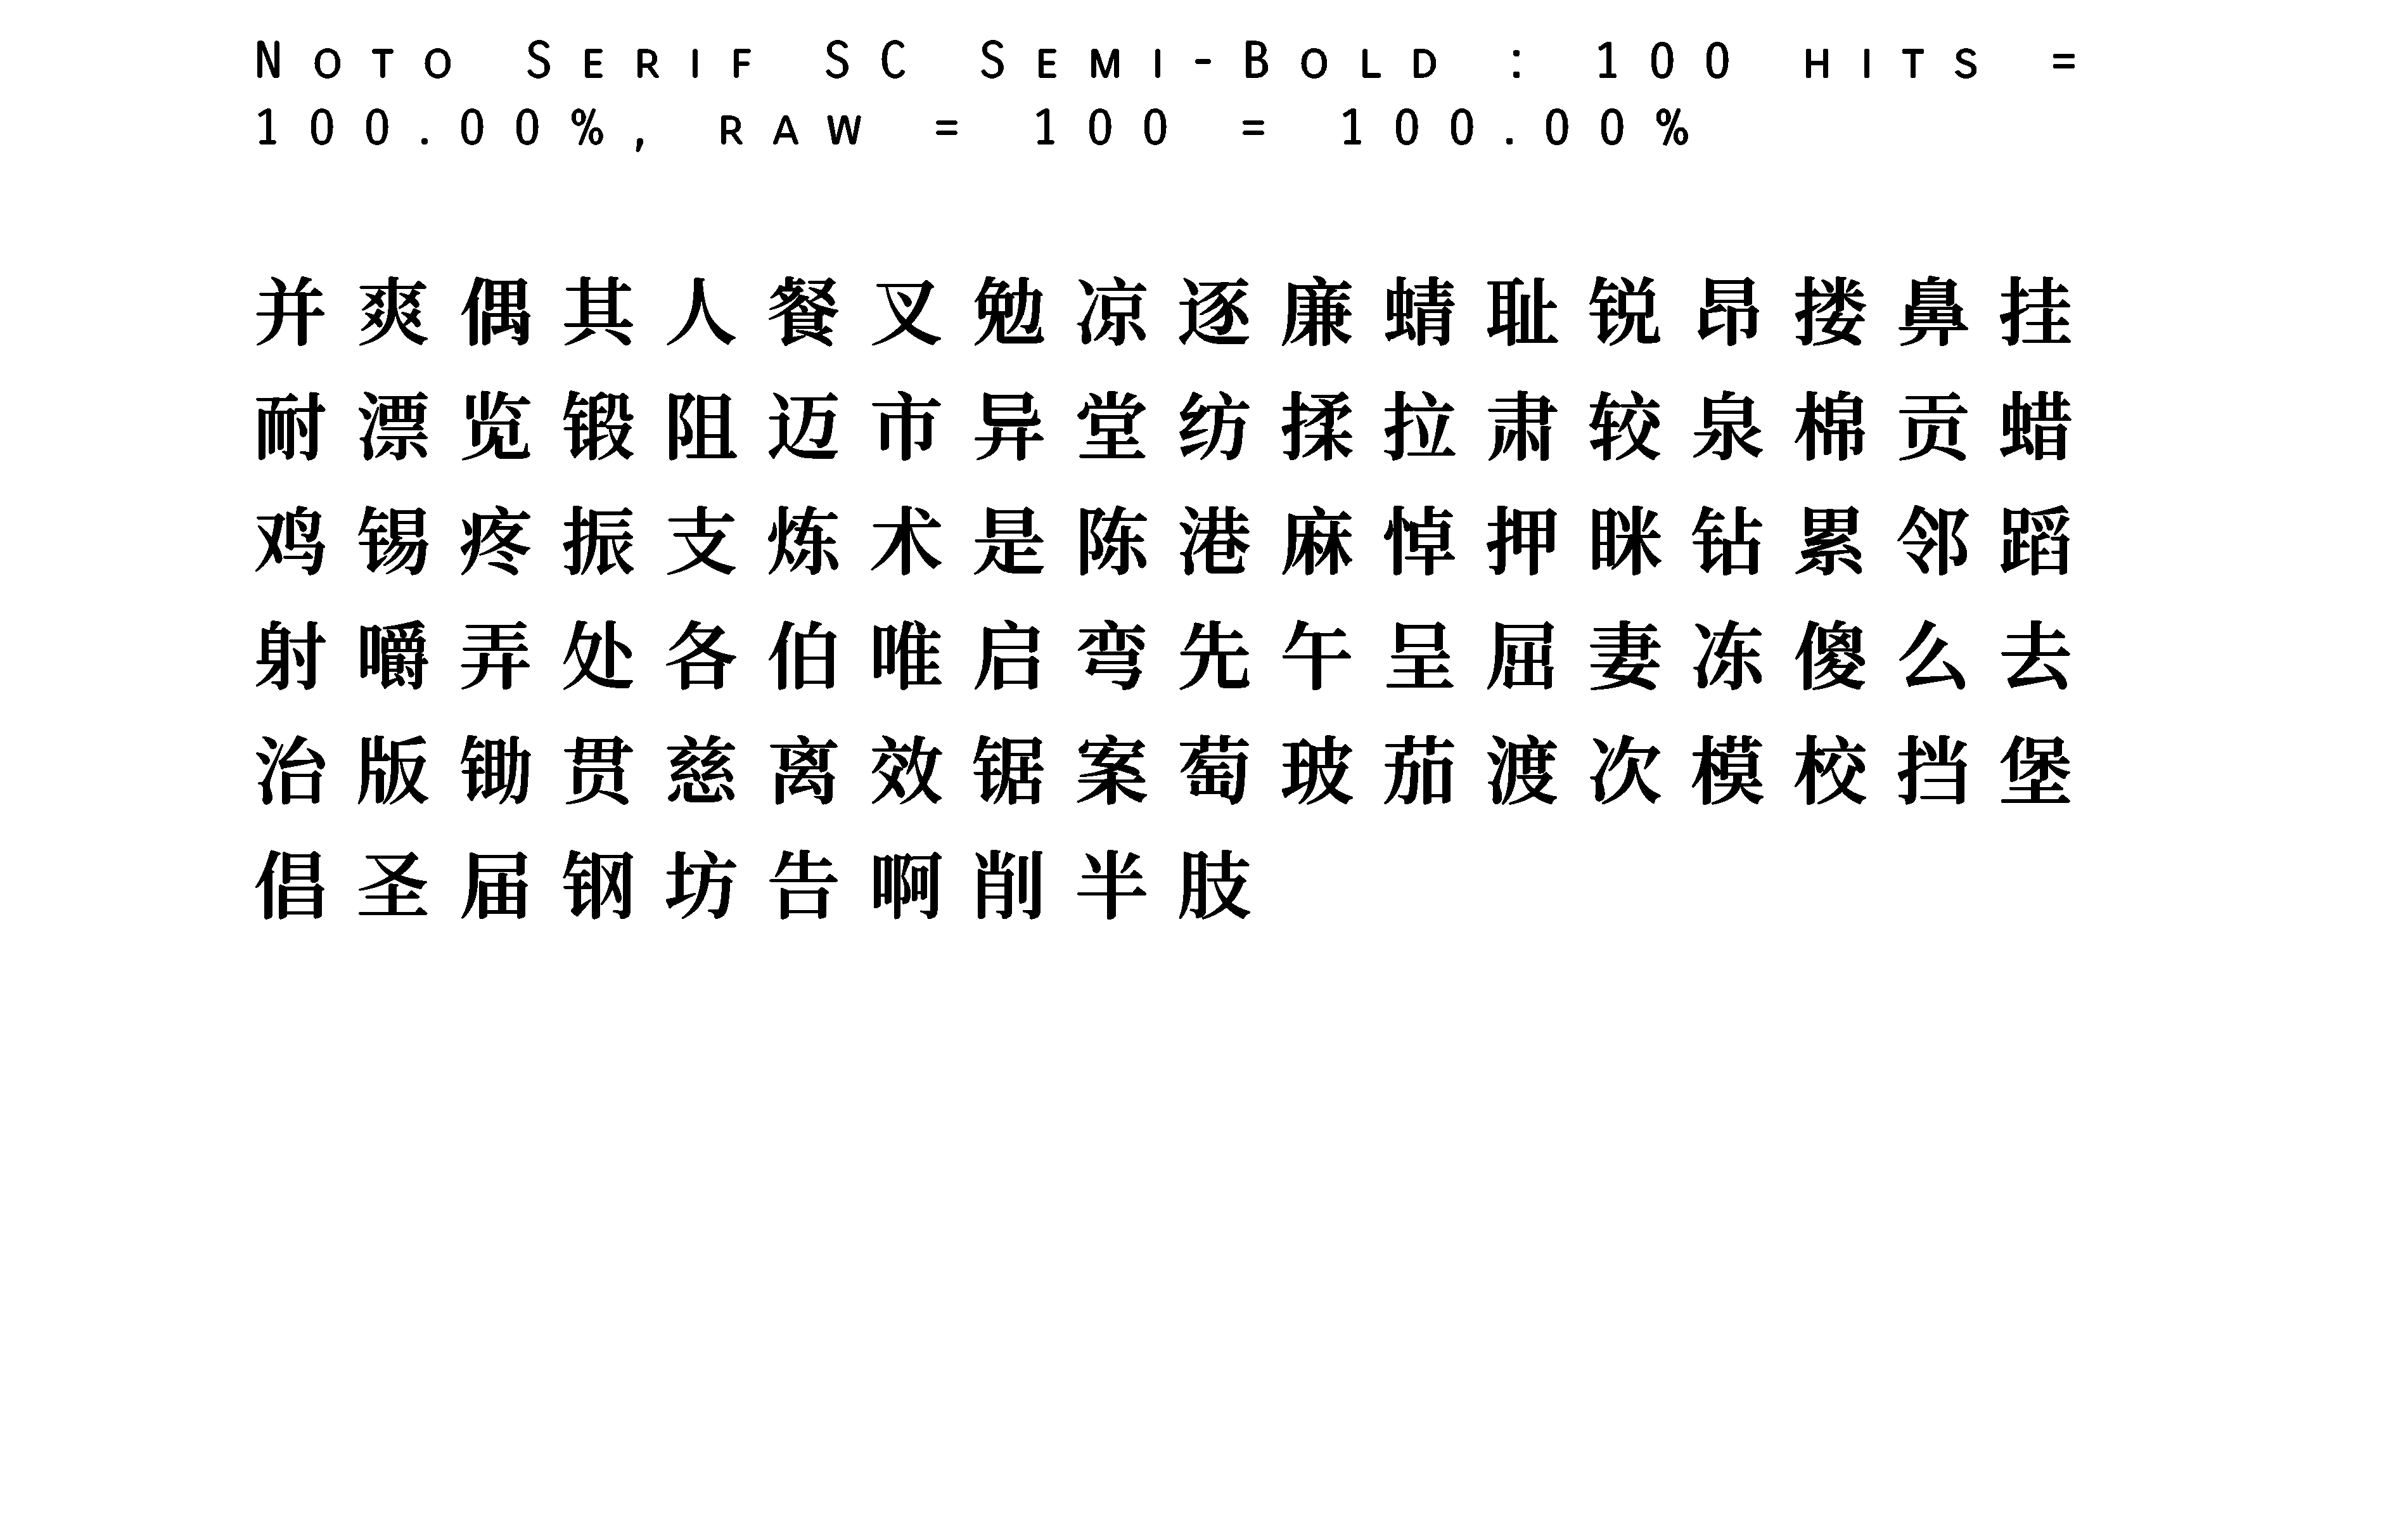 Noto Serif SC Semi-Bold : 100 hits =
100.00%, raw = 100 = 100.00%
并爽偶其人餐叉勉凉逐廉蜻耻锐昂搂鼻挂
耐漂览锻阻迈市异堂纺揉拉肃较泉棉贡蜡
鸡锡疼振支炼术是陈港麻悼押眯钻累邻蹈
射嚼弄处各伯唯启弯先午呈屈妻冻傻么去
治版锄贯慈离效锯案萄玻茄渡次模校挡堡
倡圣届钢坊告啊削半肢